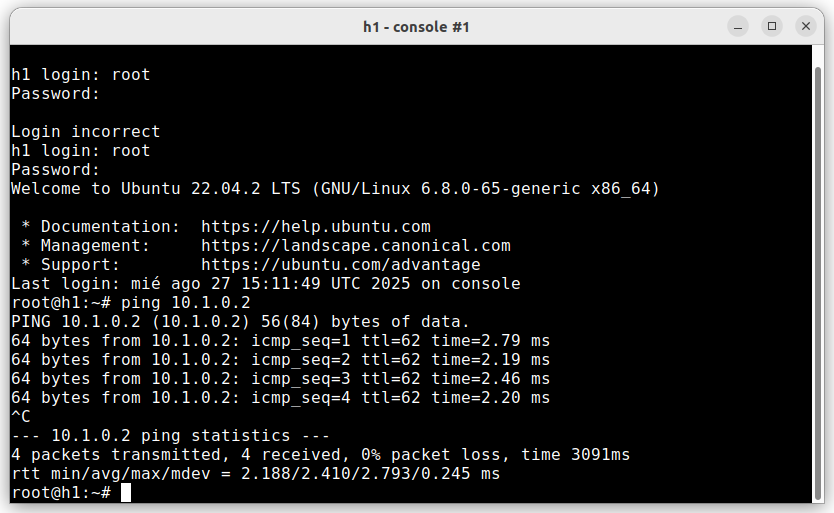 h1 - console #1
h1 login: root
Password:
Login incorrect
h1 login: root
Password:
Welcome to Ubuntu 22.04.2 LTS (GNU/Linux 6.8.0-65-generic x86_64)
 * Documentation:  https://help.ubuntu.com
 * Management:     https://landscape.canonical.com
 * Support:        https://ubuntu.com/advantage
Last login: mié ago 27 15:11:49 UTC 2025 on console
root@h1:~# ping 10.1.0.2
PING 10.1.0.2 (10.1.0.2) 56(84) bytes of data.
64 bytes from 10.1.0.2: icmp_seq=1 ttl=62 time=2.79 ms
64 bytes from 10.1.0.2: icmp_seq=2 ttl=62 time=2.19 ms
64 bytes from 10.1.0.2: icmp_seq=3 ttl=62 time=2.46 ms
64 bytes from 10.1.0.2: icmp_seq=4 ttl=62 time=2.20 ms
^C
--- 10.1.0.2 ping statistics ---
4 packets transmitted, 4 received, 0% packet loss, time 3091ms
rtt min/avg/max/mdev = 2.188/2.410/2.793/0.245 ms
root@h1:~#